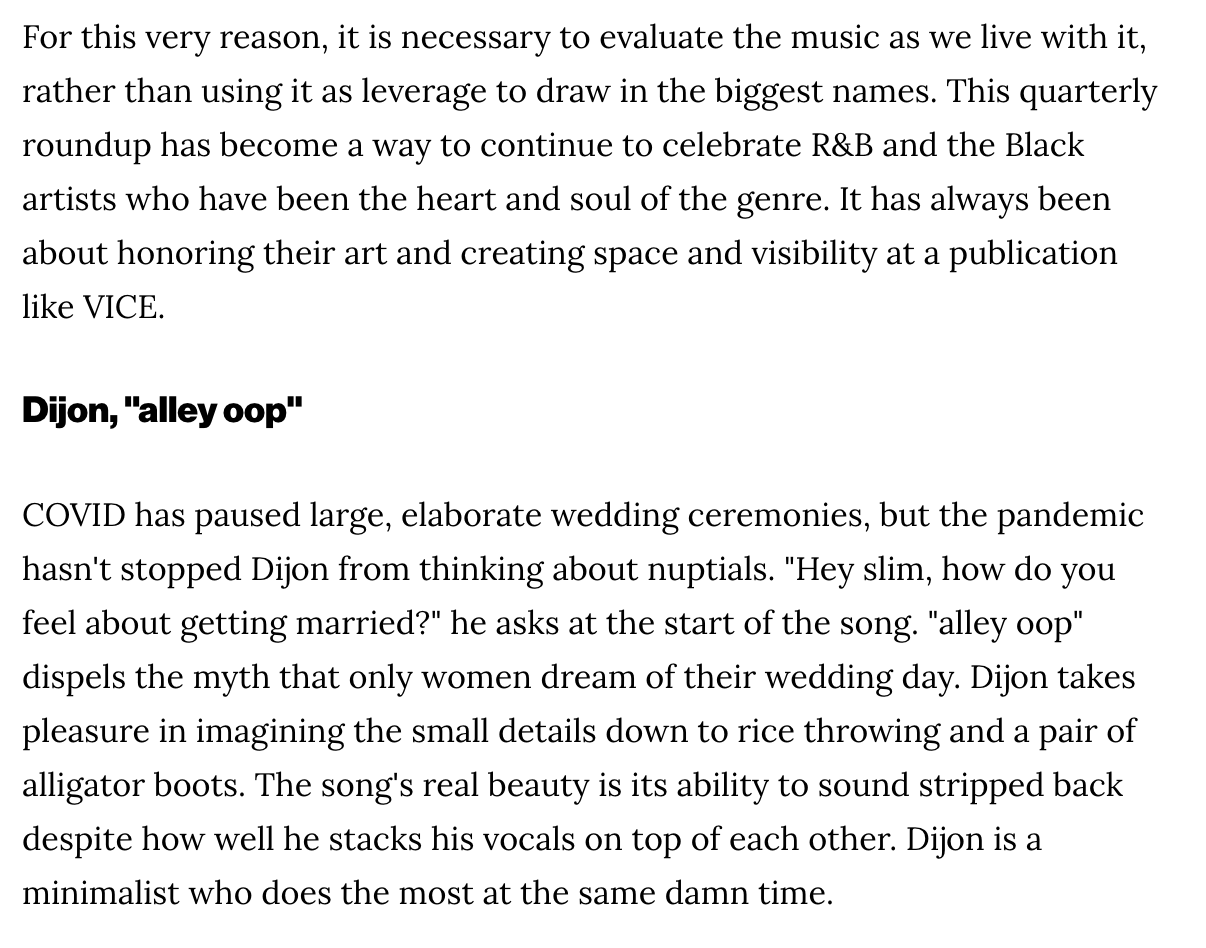 For this very reason, it is necessary to evaluate the music as we live with it,
rather than using it as leverage to draw in the biggest names. This quarterly
roundup has become a way to continue to celebrate R&B and the Black
artists who have been the heart and soul of the genre. It has always been
about honoring their art and creating space and visibility at a publication
like VICE.
Dijon, "alley oop"
COVID has paused large, elaborate wedding ceremonies, but the pandemic
hasn't stopped Dijon from thinking about nuptials. "Hey slim, how do you
feel about getting married?" he asks at the start of the song. "alley oop"
dispels the myth that only women dream of their wedding day. Dijon takes
pleasure in imagining the small details down to rice throwing and a pair of
alligator boots. The song's real beauty is its ability to sound stripped back
despite how well he stacks his vocals on top of each other. Dijon is a
minimalist who does the most at the same damn time.